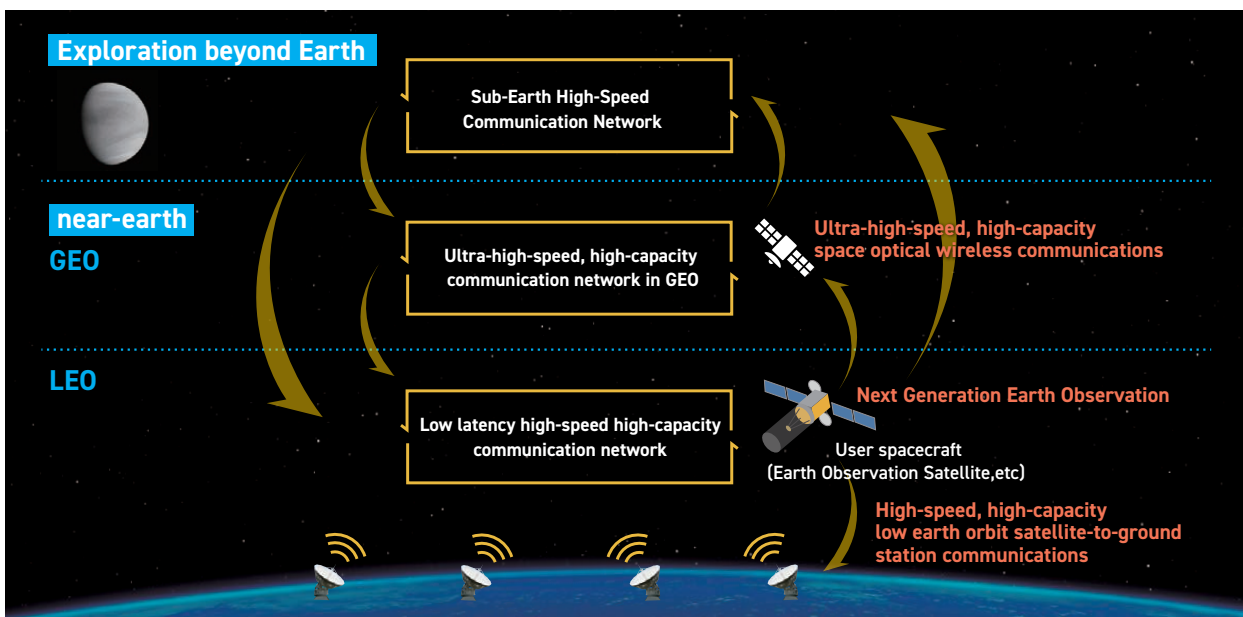 Exploration beyond Earth
Sub-Earth High-Speed
Communication Network
near-earth
GEO
Ultra-high-speed, high-capacity
communication network in GEO
Ultra-high-speed, high-capacity
space optical wireless communications
LEO
Low latency high-speed high-capacity
communication network
Next Generation Earth Observation
User spacecraft
(Earth Observation Satellite,etc)
High-speed, high-capacity
low earth orbit satellite-to-ground
station communications